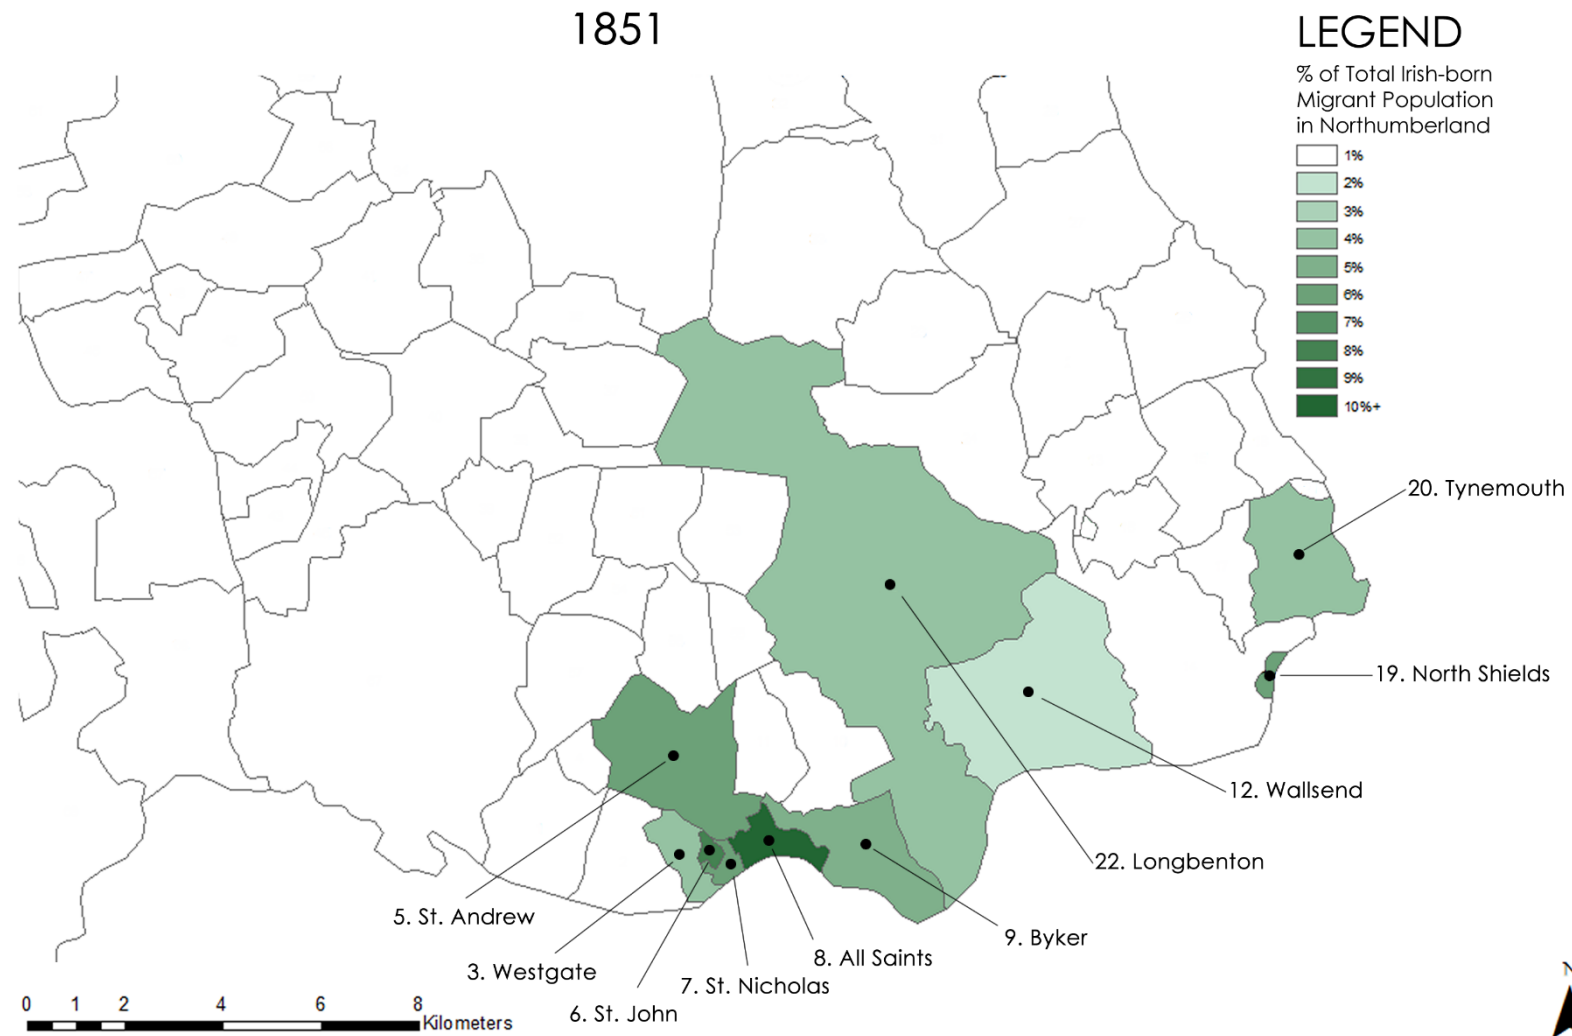 1851
LEGEND
% of Total Irish-born
Migrant Population
in Northumberland
1%
2%
3%
4%
5%
6%
7%
8%
9%
10%+
20. Tynemouth
19. North Shields
12. Wallsend
22. Longbenton
9. Byker
8. All Saints
7. St. Nicholas
6. St. John
3. Westgate
5. St. Andrew
0 1 2 4 6 8
Kilometers
N